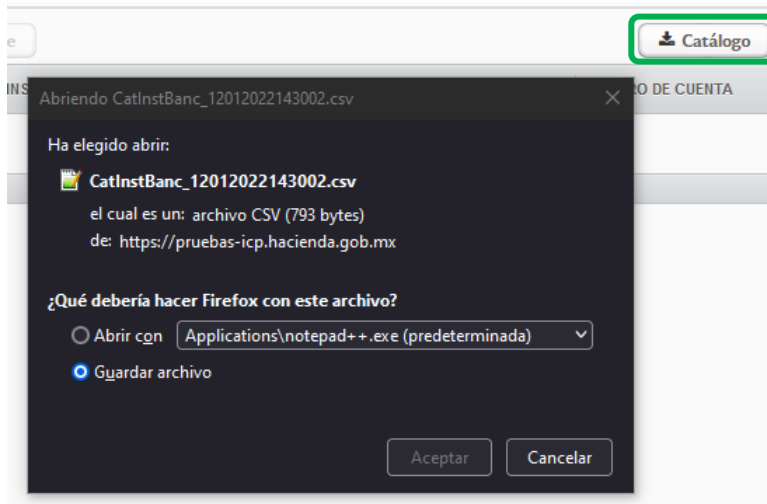 e
Catálogo
INS
RO DE CUENTA
Abriendo CatInstBanc_12012022143002.csv
Ha elegido abrir:
CatInstBanc_12012022143002.csv
el cual es un: archivo CSV (793 bytes)
de: https://pruebas-icp.hacienda.gob.mx
¿Qué debería hacer Firefox con este archivo?
Abrir con Applications\notepad++.exe (predeterminada)
Guardar archivo
Aceptar Cancelar